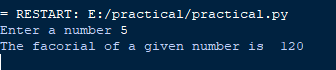 = RESTART: E:/practical/practical.py
Enter a number 5
The facorial of a given number is  120